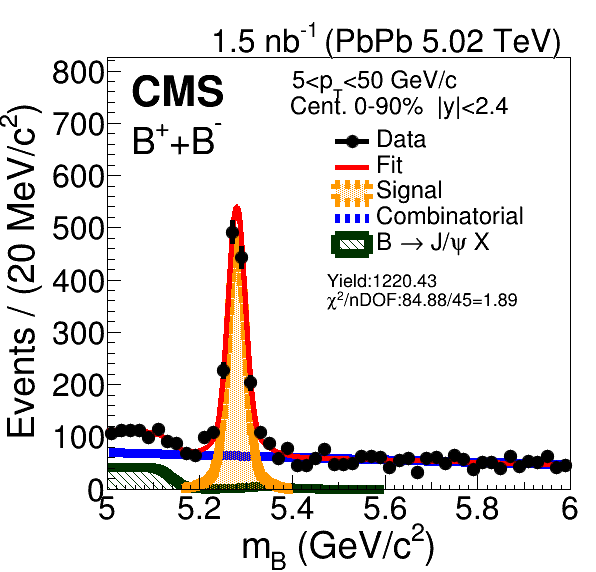 1.5 nb⁻¹ (PbPb 5.02 TeV)
CMS
B⁺+B⁻
5<p_T<50 GeV/c
Cent. 0-90% |y|<2.4
Data
Fit
Signal
Combinatorial
B → J/ψ X
Yield:1220.43
χ²/nDOF:84.88/45=1.89
Events / (20 MeV/c²)
800
700
600
500
400
300
200
100
0
5 5.2 5.4 5.6 5.8 6
m_B (GeV/c²)